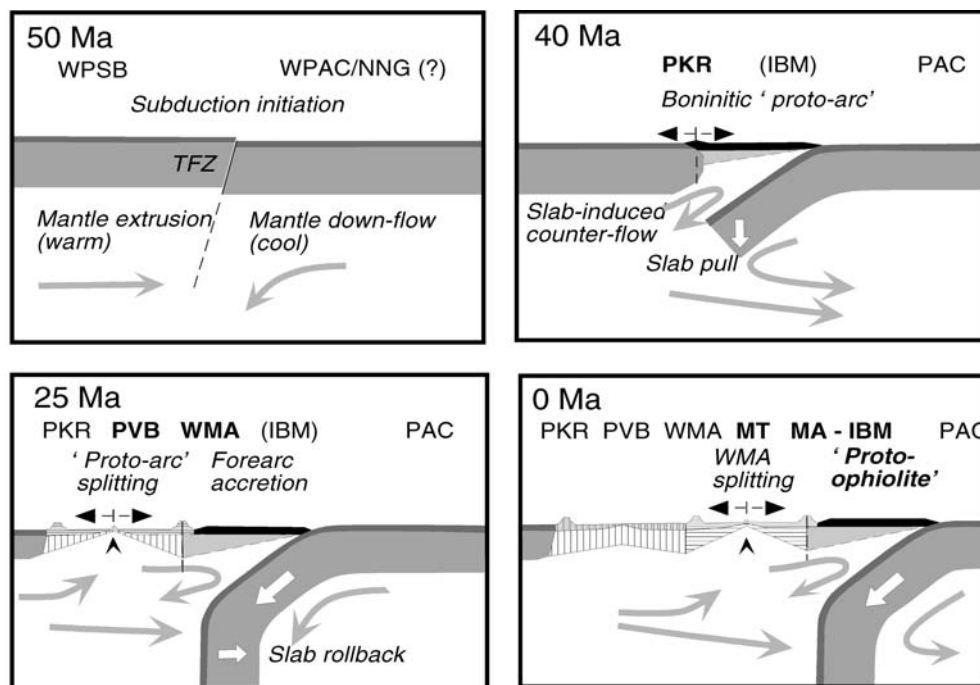 50 Ma
WPSB WPAC/NNG (?)
Subduction initiation
TFZ
Mantle extrusion
(warm)
Mantle down-flow
(cool)
40 Ma
PKR (IBM) PAC
Boninitic ‘ proto-arc’
Slab-induced
counter-flow
Slab pull
25 Ma
PKR PVB WMA (IBM) PAC
‘ Proto-arc’
splitting
Forearc
accretion
Slab rollback
0 Ma
PKR PVB WMA MT MA - IBM PAC
WMA
splitting
‘ Proto-
ophiolite’